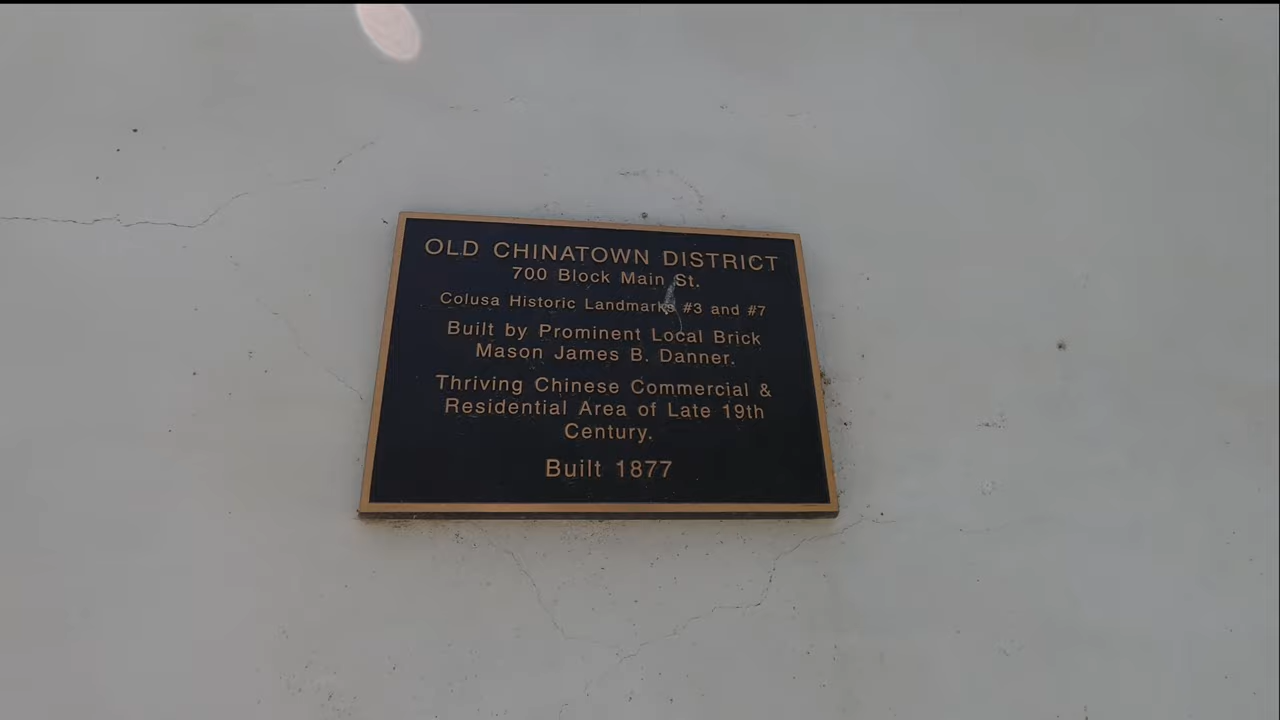 OLD CHINATOWN DISTRICT
700 Block Main St.
Colusa Historic Landmarks #3 and #7
Built by Prominent Local Brick
Mason James B. Danner.
Thriving Chinese Commercial &
Residential Area of Late 19th
Century.
Built 1877